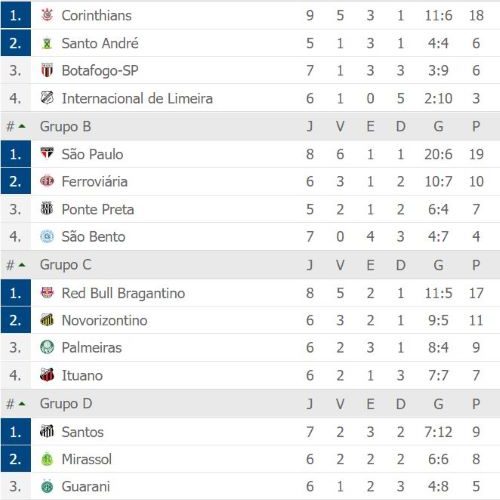 1. Corinthians 9 5 3 1 11:6 18
2. Santo André 5 1 3 1 4:4 6
3. Botafogo-SP 7 1 3 3 3:9 6
4. Internacional de Limeira 6 1 0 5 2:10 3
# Grupo B J V E D G P
1. São Paulo 8 6 1 1 20:6 19
2. Ferroviária 6 3 1 2 10:7 10
3. Ponte Preta 5 2 1 2 6:4 7
4. São Bento 7 0 4 3 4:7 4
# Grupo C J V E D G P
1. Red Bull Bragantino 8 5 2 1 11:5 17
2. Novorizontino 6 3 2 1 9:5 11
3. Palmeiras 6 2 3 1 8:4 9
4. Ituano 6 2 1 3 7:7 7
# Grupo D J V E D G P
1. Santos 7 2 3 2 7:12 9
2. Mirassol 6 2 2 2 6:6 8
3. Guarani 6 1 2 3 4:8 5